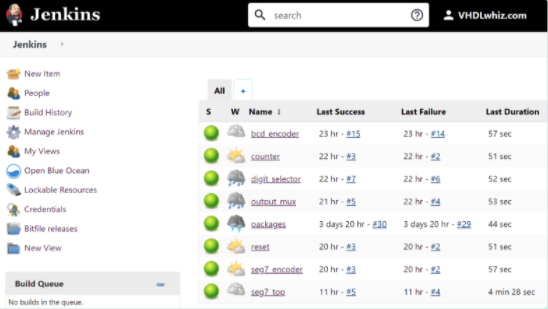 Jenkins
search
VHDLwhiz.com
Jenkins
New Item
People
Build History
Manage Jenkins
My Views
Open Blue Ocean
Lockable Resources
Credentials
Bitfile releases
New View
Build Queue
No builds in the queue.
All +
S W Name ↓ Last Success Last Failure Last Duration
bcd_encoder 23 hr - #15 23 hr - #14 57 sec
counter 22 hr - #3 22 hr - #2 51 sec
digit_selector 22 hr - #7 22 hr - #6 52 sec
output_mux 21 hr - #5 22 hr - #4 53 sec
packages 3 days 20 hr - #30 3 days 20 hr - #29 44 sec
reset 20 hr - #3 20 hr - #2 51 sec
seg7_encoder 20 hr - #3 20 hr - #2 57 sec
seg7_top 11 hr - #5 11 hr - #4 4 min 28 sec